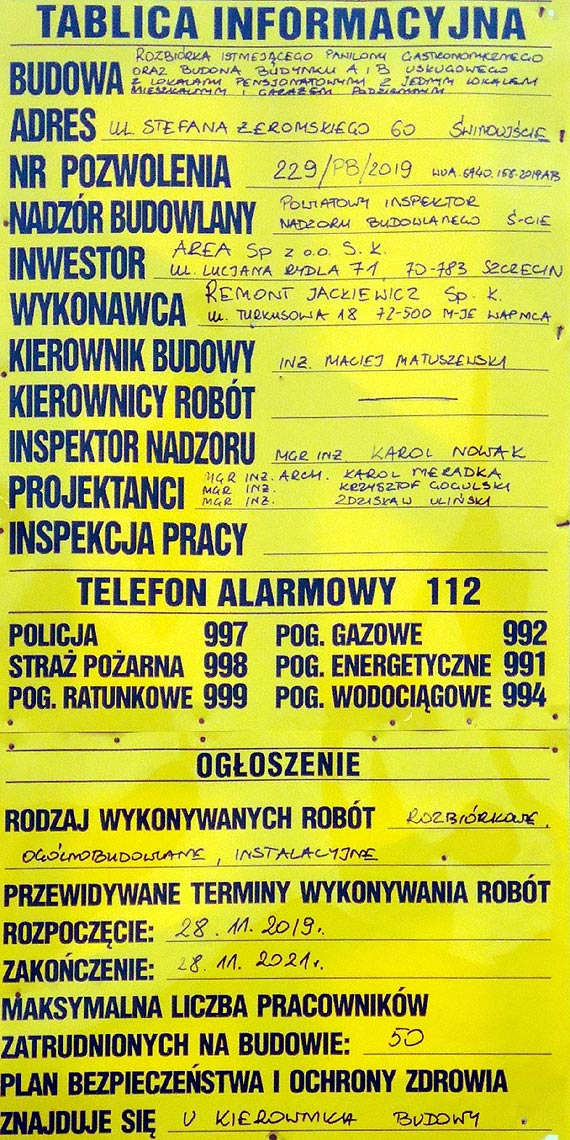 TABLICA INFORMACYJNA
BUDOWA ROZBIÓRKA ISTNIEJĄCEGO PAWILONU GASTRONOMICZNEGO
ORAZ BUDOWA BUDYNKU A i B USŁUGOWEGO
Z LOKALAMI PENSJONATOWYMI Z JEDNYM LOKALEM
MIESZKALNYM I GARAŻEM PODZIEMNYM
ADRES UL. STEFANA ŻEROMSKIEGO 60 ŚWINOUJŚCIE
NR POZWOLENIA 229/PB/2019 WUA.6740.158.2019AB
NADZÓR BUDOWLANY POWIATOWY INSPEKTOR
NADZORU BUDOWLANEGO Ś-CIE
INWESTOR AREA Sp z o.o. S.K.
UL. LUCJANA RYDLA 71, 70-783 SZCZECIN
WYKONAWCA REMONT JACKIEWICZ Sp. K.
UL. TURKUSOWA 18 72-500 M-JE WAPNICA
KIEROWNIK BUDOWY INŻ. MACIEJ MATUSZEWSKI
KIEROWNICY ROBÓT
INSPEKTOR NADZORU MGR INŻ KAROL NOWAK
PROJEKTANCI MGR INŻ. ARCH. KAROL MERADKA
MGR INŻ. KRZYSZTOF GOGULSKI
MGR INŻ. ZDZISŁAW ULIŃSKI
INSPEKCJA PRACY
TELEFON ALARMOWY 112
POLICJA 997 POG. GAZOWE 992
STRAŻ POŻARNA 998 POG. ENERGETYCZNE 991
POG. RATUNKOWE 999 POG. WODOCIĄGOWE 994
OGŁOSZENIE
RODZAJ WYKONYWANYCH ROBÓT ROZBIÓRKOWE,
OGÓLNOBUDOWLANE, INSTALACYJNE
PRZEWIDYWANE TERMINY WYKONYWANIA ROBÓT
ROZPOCZĘCIE: 28.11.2019r.
ZAKOŃCZENIE: 28.11.2021r.
MAKSYMALNA LICZBA PRACOWNIKÓW
ZATRUDNIONYCH NA BUDOWIE: 50
PLAN BEZPIECZEŃSTWA I OCHRONY ZDROWIA
ZNAJDUJE SIĘ U KIEROWNIKA BUDOWY